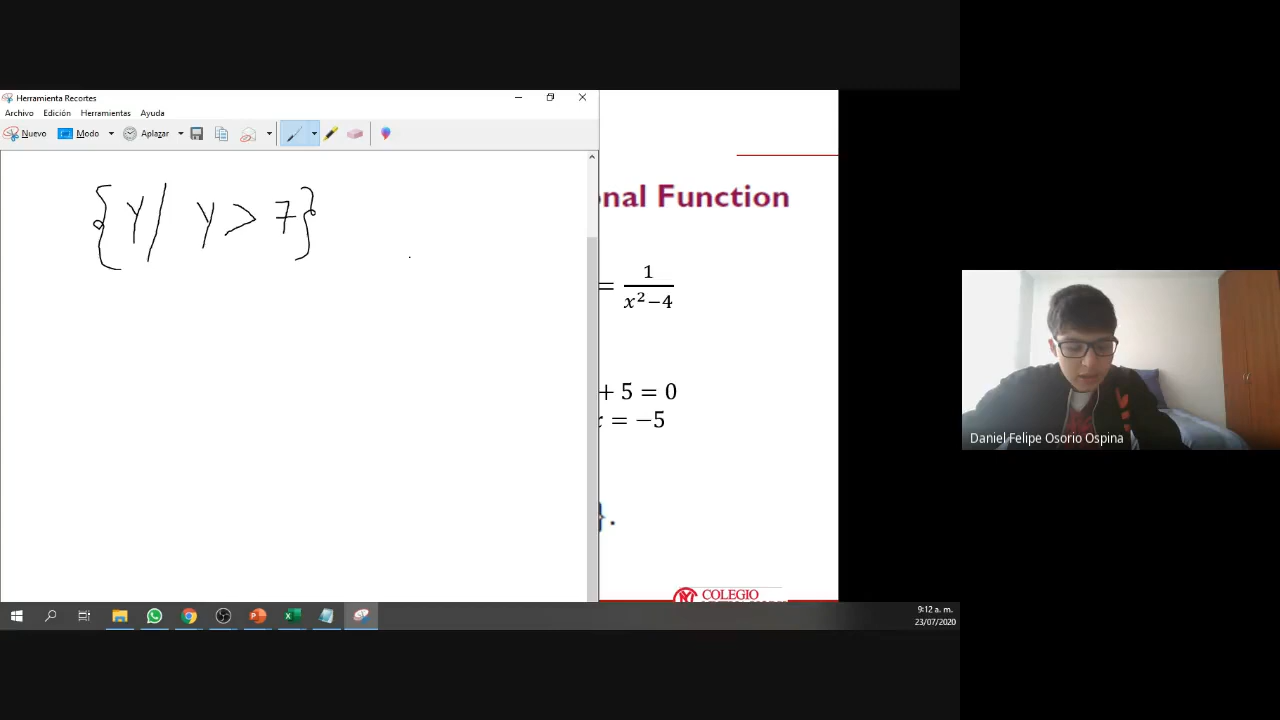 Herramienta Recortes
Archivo Edición Herramientas Ayuda
Nuevo Modo Aplazar
{Y/ Y>7}
onal Function
= 1/(x²−4)
+ 5 = 0
= −5
}.
COLEGIO
Daniel Felipe Osorio Ospina
9:12 a. m.
23/07/2020